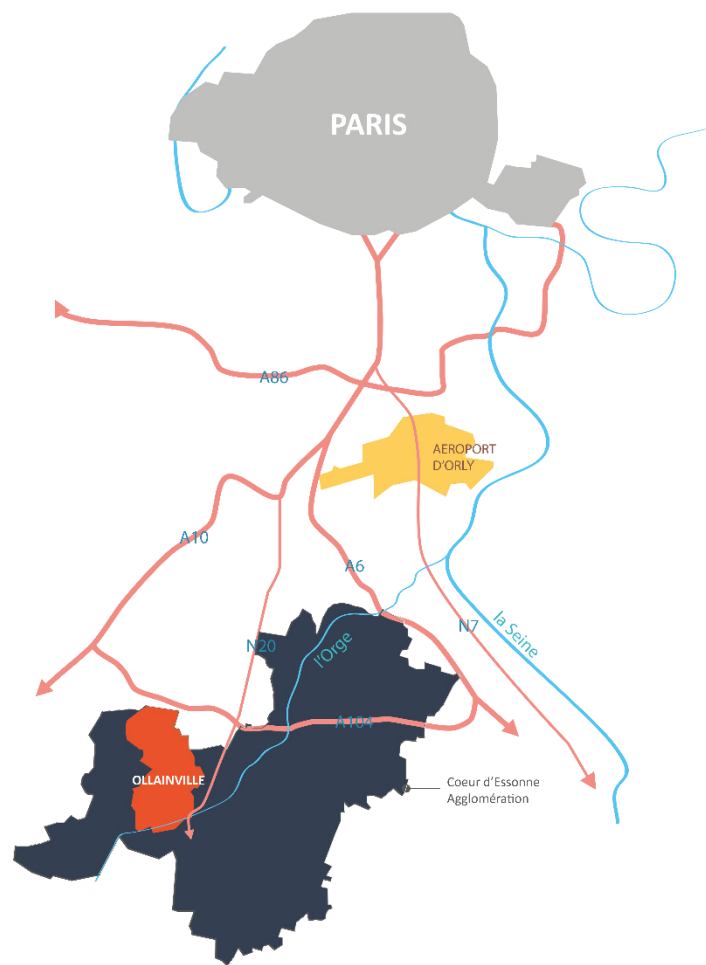 PARIS
A86
AEROPORT
D'ORLY
A10
A6
N7
la Seine
N20
l'Orge
A104
OLLAINVILLE
Coeur d'Essonne
Agglomération